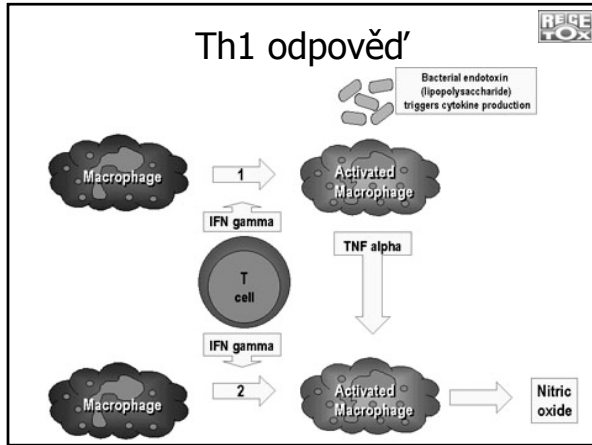 Th1 odpověď
RECE
TOX
Bacterial endotoxin
(lipopolysaccharide)
triggers cytokine production
Macrophage
1
Activated
Macrophage
IFN gamma
TNF alpha
T
cell
IFN gamma
Macrophage
2
Activated
Macrophage
Nitric
oxide